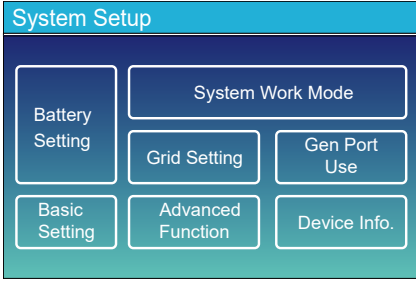 System Setup
System Work Mode
Battery
Setting
Grid Setting
Gen Port
Use
Basic
Setting
Advanced
Function
Device Info.